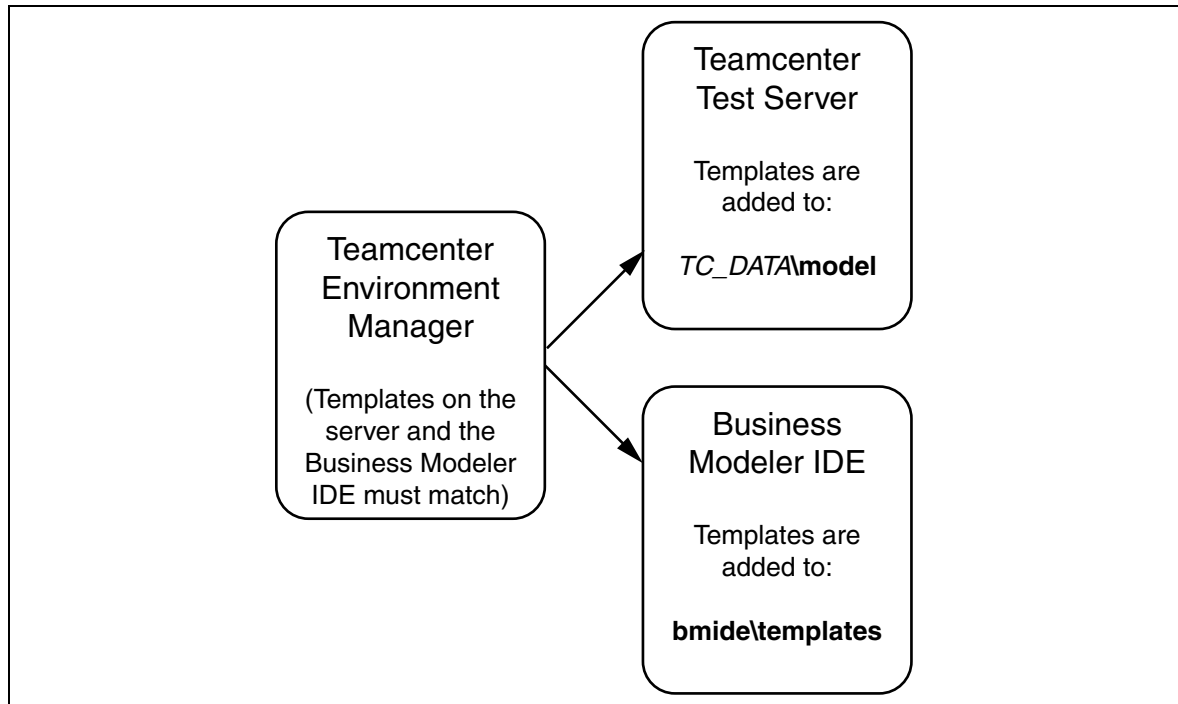 Teamcenter
Environment
Manager
(Templates on the
server and the
Business Modeler
IDE must match)
Teamcenter
Test Server
Templates are
added to:
TC_DATA\model
Business
Modeler IDE
Templates are
added to:
bmide\templates